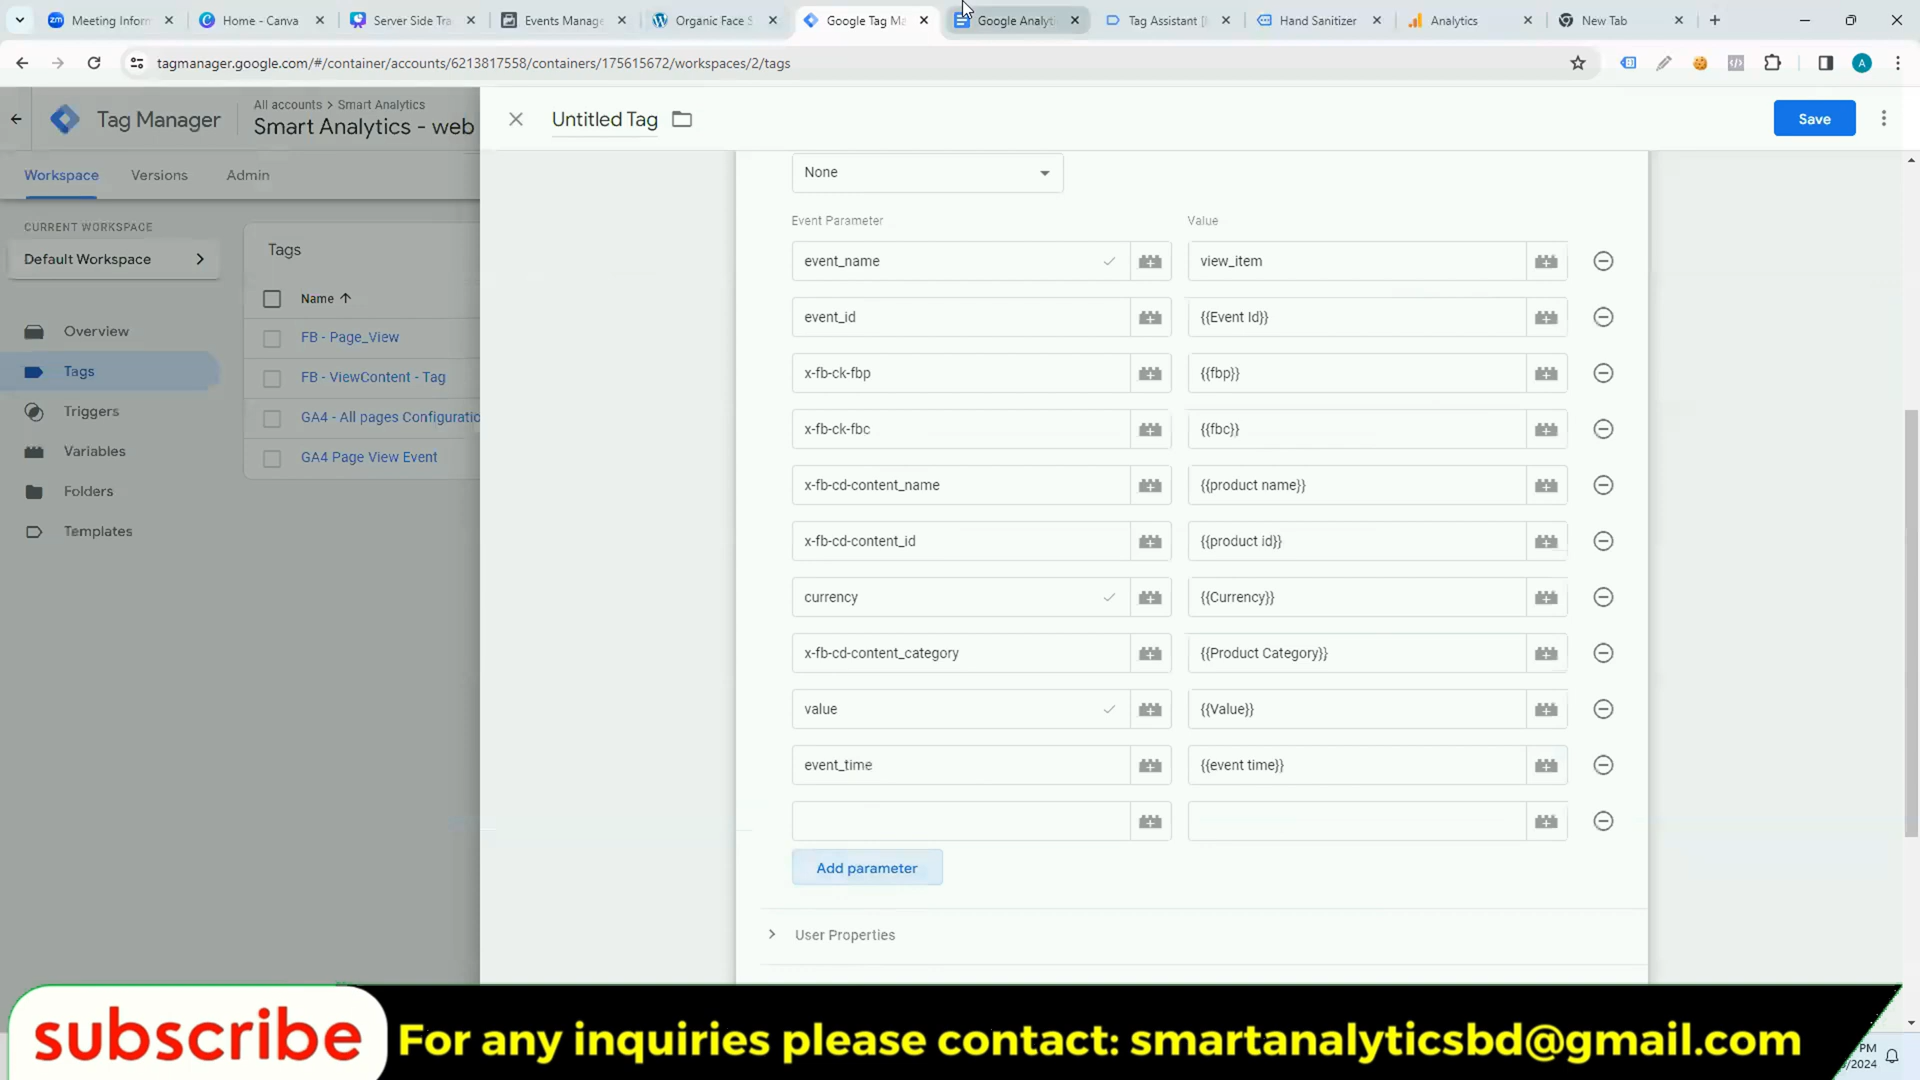 Meeting Inform
Home - Canva
Server Side Tra
Events Manage
Organic Face S
Google Tag Ma
Google Analyti
Tag Assistant [
Hand Sanitizer
Analytics
New Tab
tagmanager.google.com/#/container/accounts/6213817558/containers/175615672/workspaces/2/tags
A
Tag Manager
All accounts > Smart Analytics
Smart Analytics - web
Untitled Tag
Save
Workspace
Versions
Admin
CURRENT WORKSPACE
Default Workspace
Overview
Tags
Triggers
Variables
Folders
Templates
Tags
Name
FB - Page_View
FB - ViewContent - Tag
GA4 - All pages Configuratio
GA4 Page View Event
None
Event Parameter Value
event_name view_item
event_id {{Event Id}}
x-fb-ck-fbp {{fbp}}
x-fb-ck-fbc {{fbc}}
x-fb-cd-content_name {{product name}}
x-fb-cd-content_id {{product id}}
currency {{Currency}}
x-fb-cd-content_category {{Product Category}}
value {{Value}}
event_time {{event time}}
Add parameter
User Properties
subscribe
For any inquiries please contact: smartanalyticsbd@gmail.com
PM
/2024